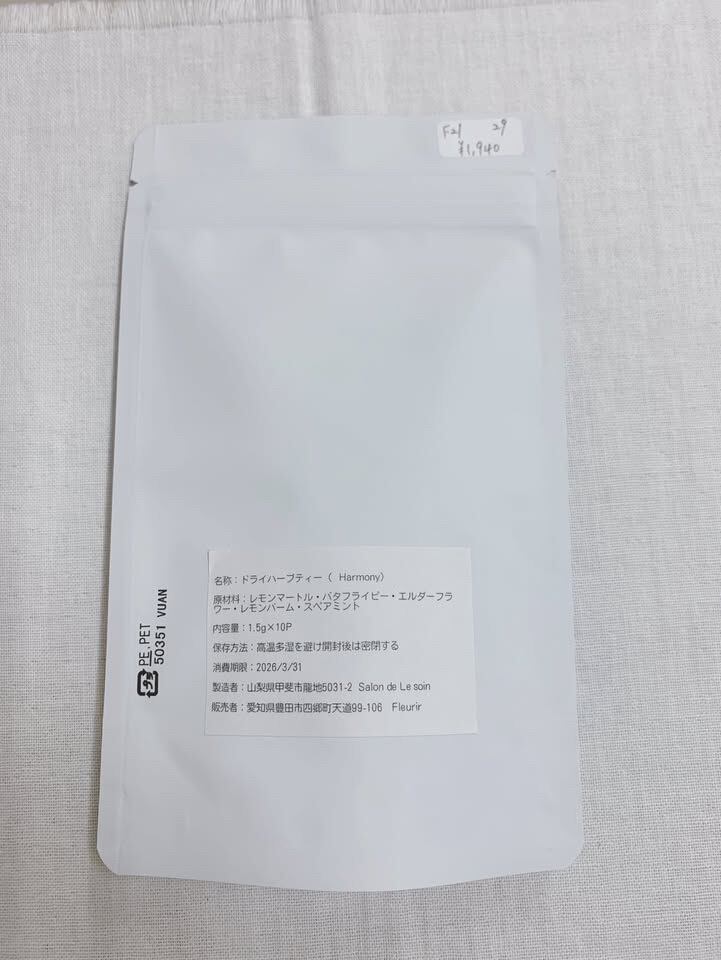 F21 29
¥1,940
名称：ドライハーブティー（ Harmony）
原材料：レモンマートル・バタフライピー・エルダーフラ
ワー・レモンバーム・スペアミント
内容量：1.5g×10P
保存方法：高温多湿を避け開封後は密閉する
消費期限：2026/3/31
製造者：山梨県甲斐市龍地5031-2 Salon de Le soin
販売者：愛知県豊田市四郷町天道99-106 Fleurir
プラ
PE, PET
50351 VUAN